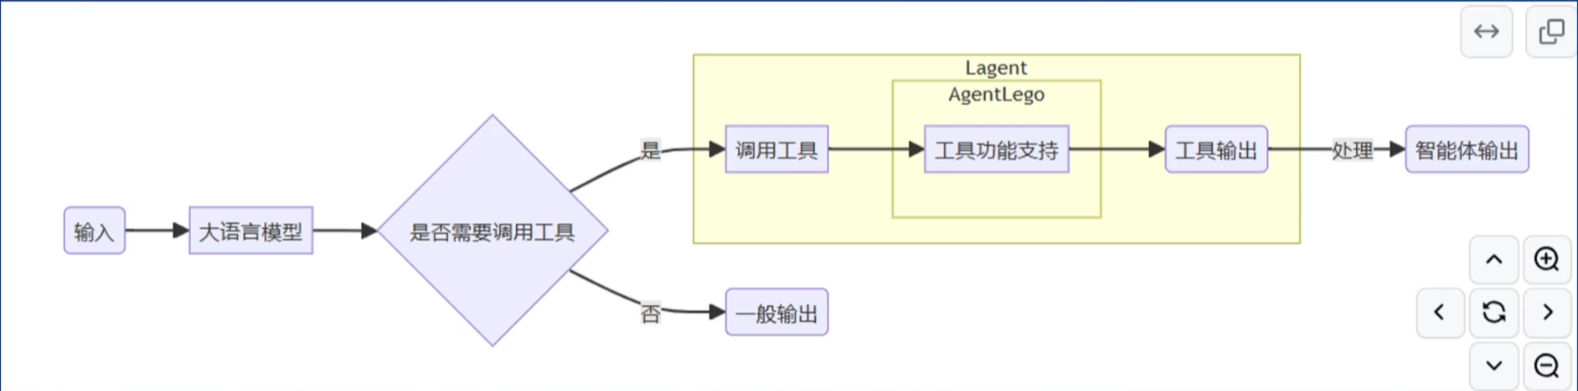 Lagent
AgentLego
是
调用工具
工具功能支持
工具输出
处理
智能体输出
输入
大语言模型
是否需要调用工具
否
一般输出